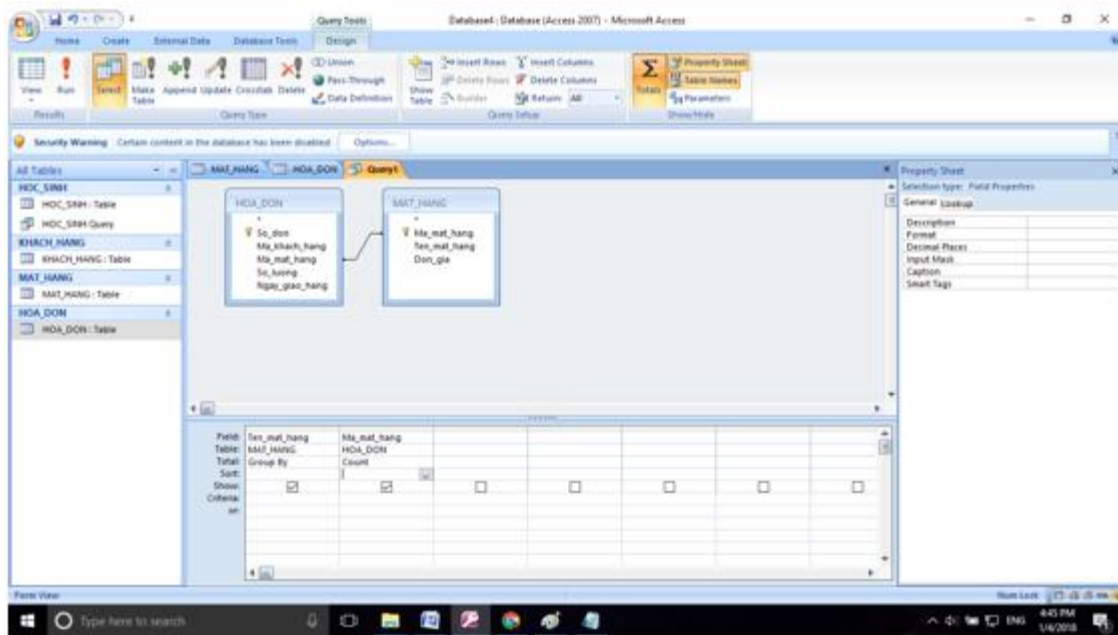 Query Tools
Database4 : Database (Access 2007) - Microsoft Access
Home Create External Data Database Tools Design
View Run Select Make Table Append Update Crosstab Delete
Union
Pass-Through
Data Definition
Show Table
Insert Rows
Delete Rows
Builder
Insert Columns
Delete Columns
Return: All
Totals
Property Sheet
Table Names
Parameters
Results Query Type Query Setup Show/Hide
Security Warning Certain content in the database has been disabled Options...
All Tables
HOC_SINH
HOC_SINH : Table
HOC_SINH Query
KHACH_HANG
KHACH_HANG : Table
MAT_HANG
MAT_HANG : Table
HOA_DON
HOA_DON : Table
MAT_HANG HOA_DON Query1
HOA_DON
*
So_don
Ma_khach_hang
Ma_mat_hang
So_luong
Ngay_giao_hang
MAT_HANG
*
Ma_mat_hang
Ten_mat_hang
Don_gia
Field: Ten_mat_hang Ma_mat_hang
Table: MAT_HANG HOA_DON
Total: Group By Count
Sort:
Show:
Criteria:
or:
Property Sheet
Selection type: Field Properties
General Lookup
Description
Format
Decimal Places
Input Mask
Caption
Smart Tags
Form View
Num Lock
Type here to search
ENG
4:45 PM
1/4/2018